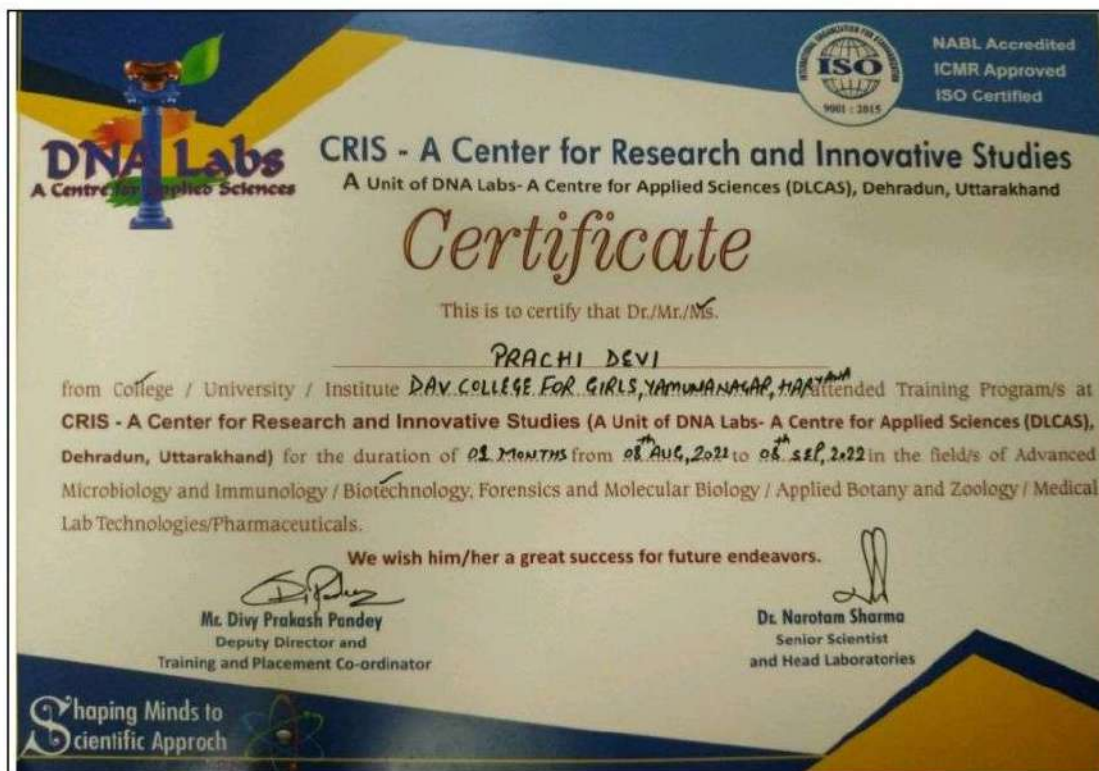 NABL Accredited
ICMR Approved
ISO Certified
INTERNATIONAL ORGANIZATION FOR STANDARDIZATION
ISO
9001 : 2015
DNA Labs
A Centre for Applied Sciences
CRIS - A Center for Research and Innovative Studies
A Unit of DNA Labs- A Centre for Applied Sciences (DLCAS), Dehradun, Uttarakhand
Certificate
This is to certify that Dr./Mr./Ms.
PRACHI DEVI
from College / University / Institute DAV COLLEGE FOR GIRLS, YAMUNANAGAR, HARYANA attended Training Program/s at
CRIS - A Center for Research and Innovative Studies (A Unit of DNA Labs- A Centre for Applied Sciences (DLCAS),
Dehradun, Uttarakhand) for the duration of 01 MONTHS from 08th AUG, 2022 to 08th SEP, 2022 in the field/s of Advanced
Microbiology and Immunology / Biotechnology, Forensics and Molecular Biology / Applied Botany and Zoology / Medical
Lab Technologies/Pharmaceuticals.
We wish him/her a great success for future endeavors.
Mr. Divy Prakash Pandey
Deputy Director and
Training and Placement Co-ordinator
Dr. Narotam Sharma
Senior Scientist
and Head Laboratories
Shaping Minds to
Scientific Approch